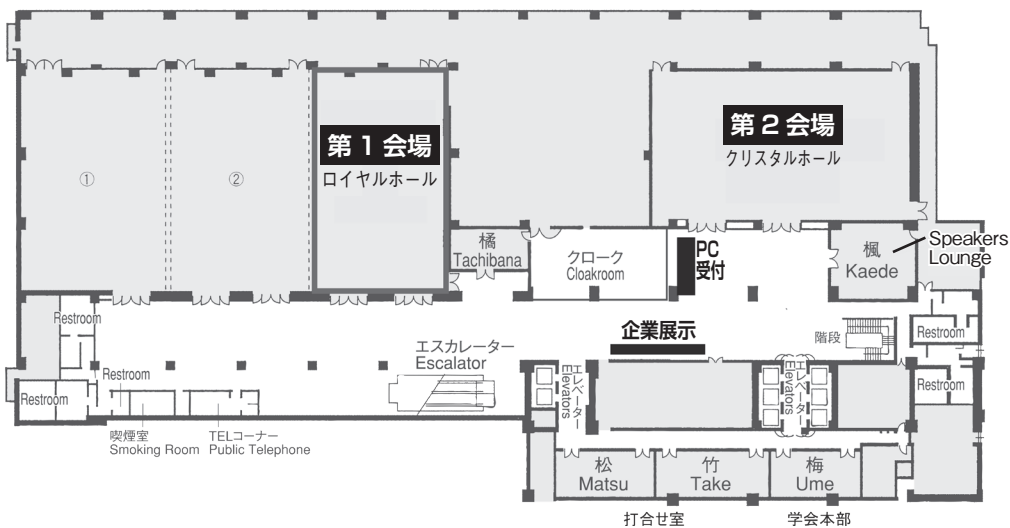 第1会場
ロイヤルホール
①
②
第2会場
クリスタルホール
橘
Tachibana
クローク
Cloakroom
PC
受付
楓
Kaede
Speakers
Lounge
Restroom
企業展示
階段
Restroom
エスカレーター
Escalator
Restroom
Restroom
エレベーター
Elevators
エレベーター
Elevators
Restroom
喫煙室
Smoking Room
TELコーナー
Public Telephone
松
Matsu
竹
Take
梅
Ume
打合せ室
学会本部